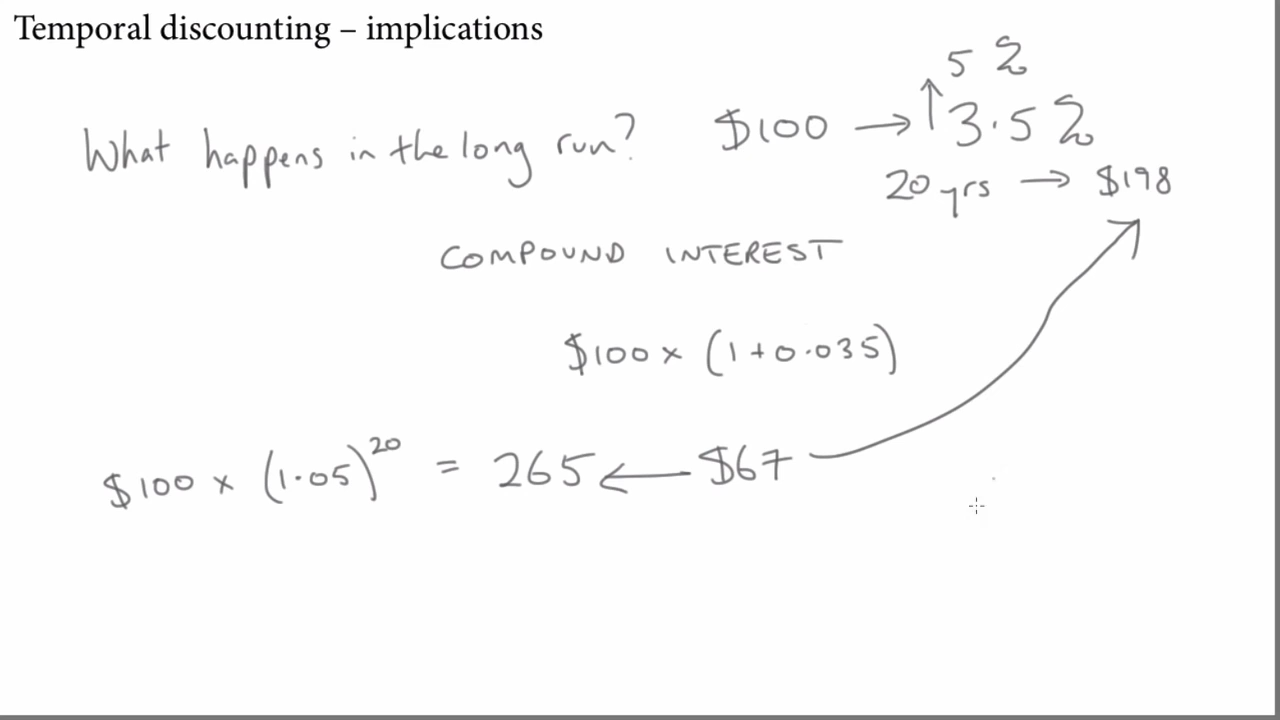 Temporal discounting – implications
5 %
What happens in the long run? $100 → ↑ 3.5 %
20 yrs → $198
COMPOUND INTEREST
$100 x (1 + 0.035)
$100 x (1.05)^20 = 265 ← $67